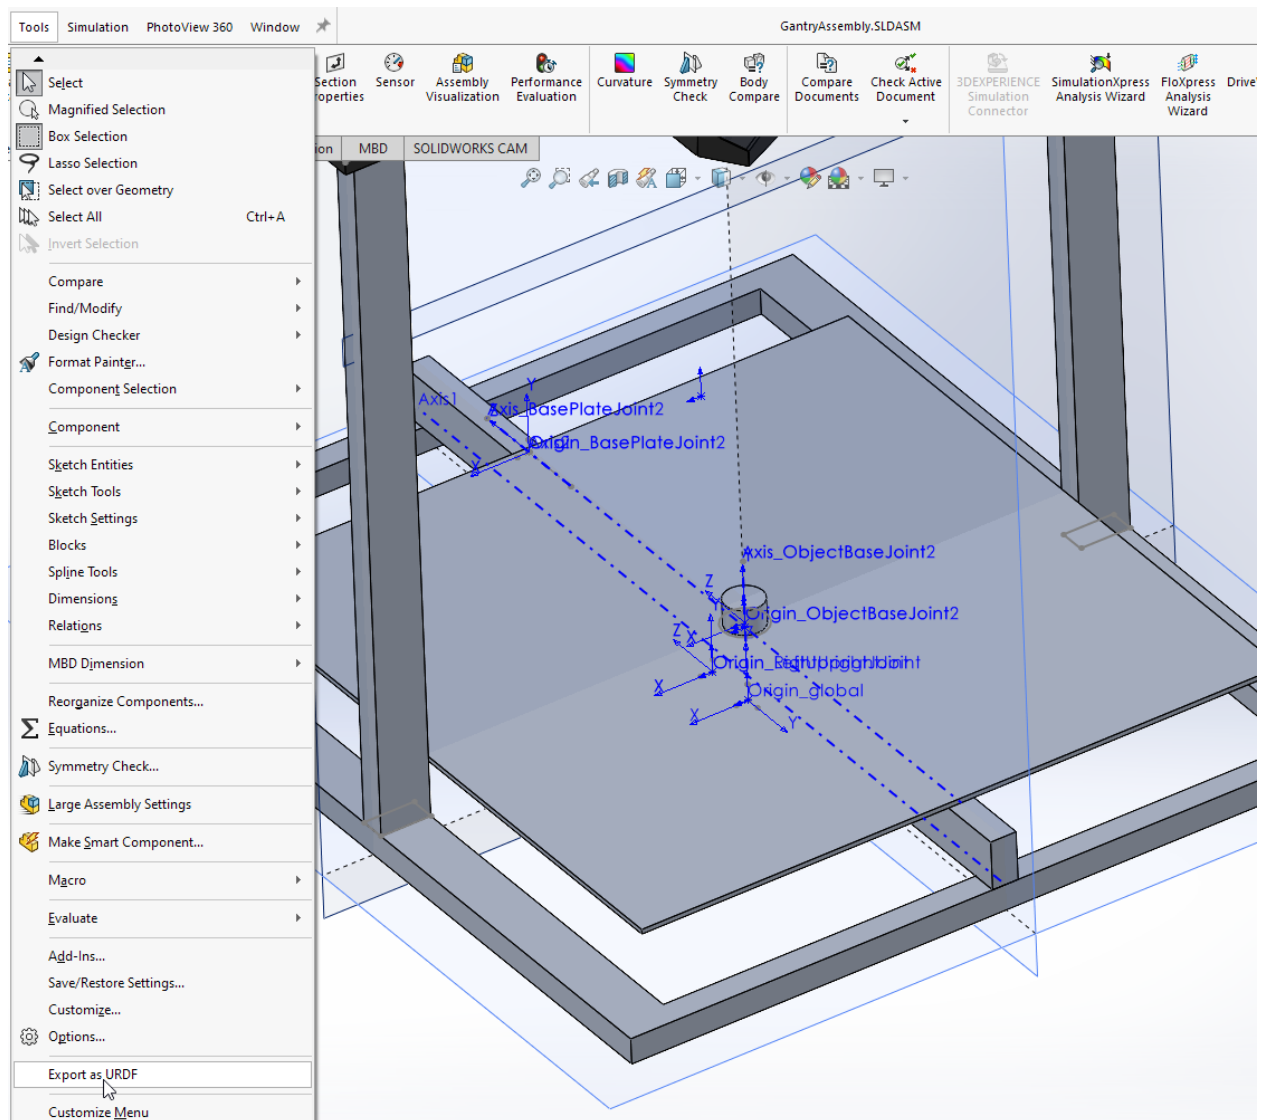 Tools Simulation PhotoView 360 Window
GantryAssembly.SLDASM
Section
Properties
Sensor
Assembly
Visualization
Performance
Evaluation
Curvature
Symmetry
Check
Body
Compare
Compare
Documents
Check Active
Document
3DEXPERIENCE
Simulation
Connector
SimulationXpress
Analysis Wizard
FloXpress
Analysis
Wizard
Drive
ion
MBD
SOLIDWORKS CAM
Select
Magnified Selection
Box Selection
Lasso Selection
Select over Geometry
Select All Ctrl+A
Invert Selection
Compare
Find/Modify
Design Checker
Format Painter...
Component Selection
Component
Sketch Entities
Sketch Tools
Sketch Settings
Blocks
Spline Tools
Dimensions
Relations
MBD Dimension
Reorganize Components...
Equations...
Symmetry Check...
Large Assembly Settings
Make Smart Component...
Macro
Evaluate
Add-Ins...
Save/Restore Settings...
Customize...
Options...
Export as URDF
Customize Menu
Y
Axis1
Axis_BasePlateJoint2
Origin_BasePlateJoint2
X
Axis_ObjectBaseJoint2
Z
Y
Origin_ObjectBaseJoint2
Z
X
X
Origin_global
X
Y